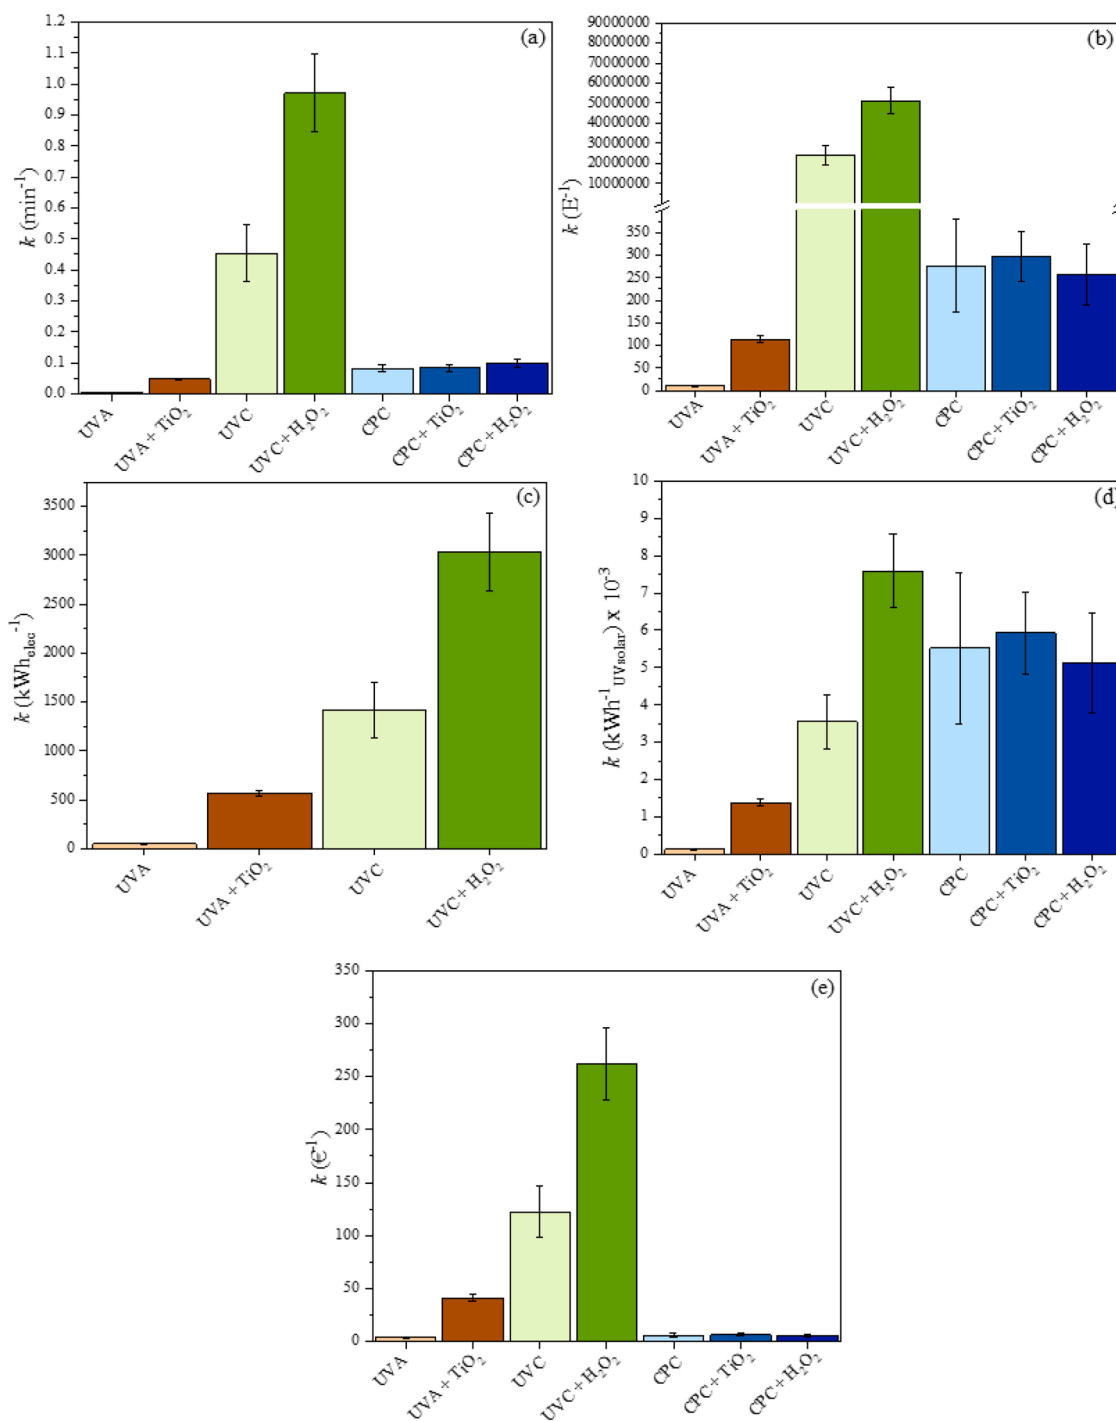 (a)
k (min⁻¹)
1.2
1.1
1.0
0.9
0.8
0.7
0.6
0.5
0.4
0.3
0.2
0.1
0.0
UVA
UVA + TiO₂
UVC
UVC + H₂O₂
CPC
CPC + TiO₂
CPC + H₂O₂
(b)
k (E⁻¹)
90000000
80000000
70000000
60000000
50000000
40000000
30000000
20000000
10000000
350
300
250
200
150
100
50
0
UVA
UVA + TiO₂
UVC
UVC + H₂O₂
CPC
CPC + TiO₂
CPC + H₂O₂
(c)
k (kWhelec⁻¹)
3500
3000
2500
2000
1500
1000
500
0
UVA
UVA + TiO₂
UVC
UVC + H₂O₂
(d)
k (kWh⁻¹UVsolar) x 10⁻³
10
9
8
7
6
5
4
3
2
1
0
UVA
UVA + TiO₂
UVC
UVC + H₂O₂
CPC
CPC + TiO₂
CPC + H₂O₂
(e)
k (€⁻¹)
350
300
250
200
150
100
50
0
UVA
UVA + TiO₂
UVC
UVC + H₂O₂
CPC
CPC + TiO₂
CPC + H₂O₂